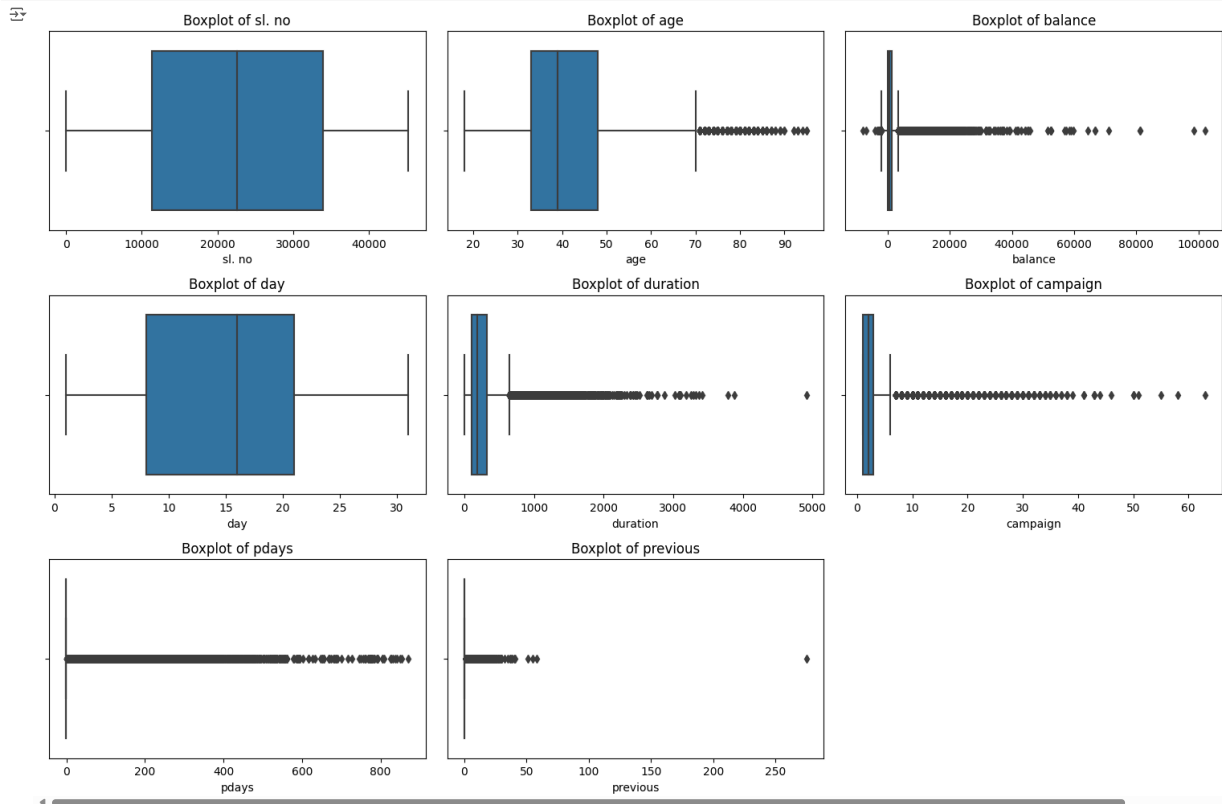 Boxplot of sl. no
Boxplot of age
Boxplot of balance
0 10000 20000 30000 40000
20 30 40 50 60 70 80 90
0 20000 40000 60000 80000 100000
sl. no
age
balance
Boxplot of day
Boxplot of duration
Boxplot of campaign
0 5 10 15 20 25 30
0 1000 2000 3000 4000 5000
0 10 20 30 40 50 60
day
duration
campaign
Boxplot of pdays
Boxplot of previous
0 200 400 600 800
0 50 100 150 200 250
pdays
previous